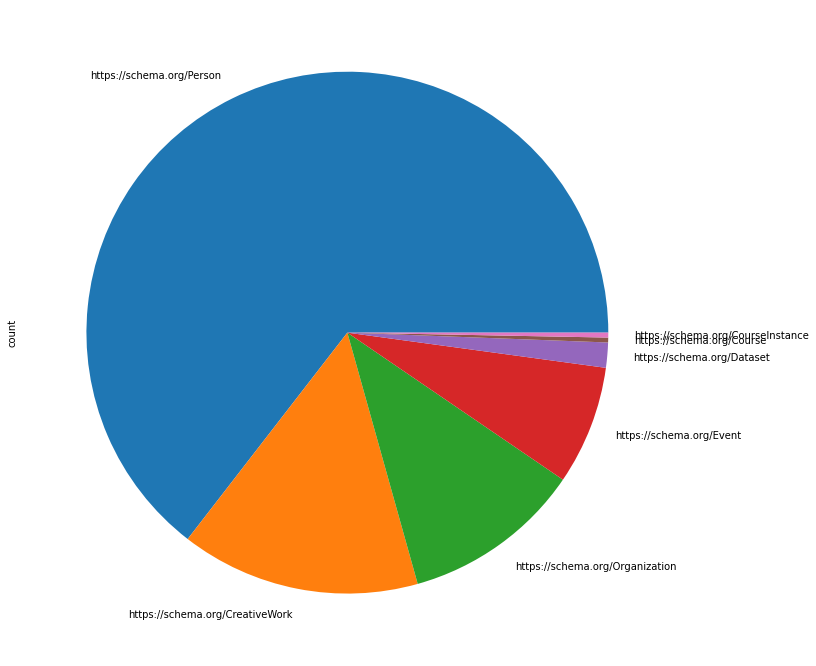 https://schema.org/Person
https://schema.org/CourseInstance
https://schema.org/Course
https://schema.org/Dataset
count
https://schema.org/Event
https://schema.org/Organization
https://schema.org/CreativeWork